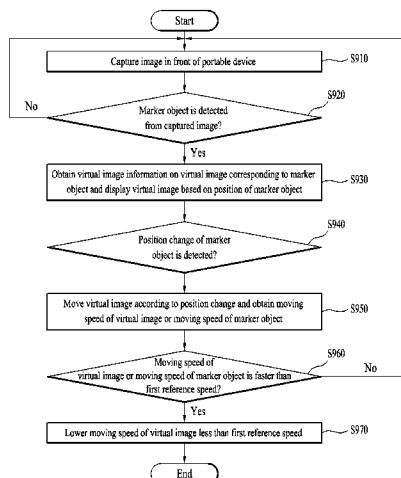 Start
Capture image in front of portable device
S910
S920
No
Marker object is detected
from captured image?
Yes
Obtain virtual image information on virtual image corresponding to marker
object and display virtual image based on position of marker object
S930
S940
Position change of marker
object is detected?
Move virtual image according to position change and obtain moving
speed of virtual image or moving speed of marker object
S950
S960
Moving speed of
virtual image or moving speed of marker object is faster than
first reference speed?
No
Yes
Lower moving speed of virtual image less than first reference speed
S970
End